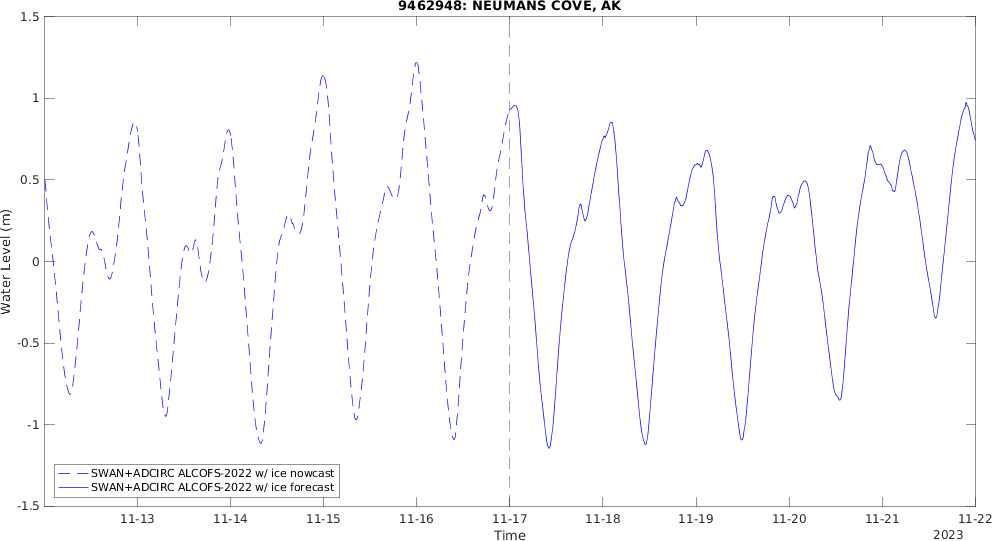 9462948: NEUMANS COVE, AK
Water Level (m)
1.5
1
0.5
0
-0.5
-1
-1.5
SWAN+ADCIRC ALCOFS-2022 w/ ice nowcast
SWAN+ADCIRC ALCOFS-2022 w/ ice forecast
11-13 11-14 11-15 11-16 11-17 11-18 11-19 11-20 11-21 11-22
Time
2023